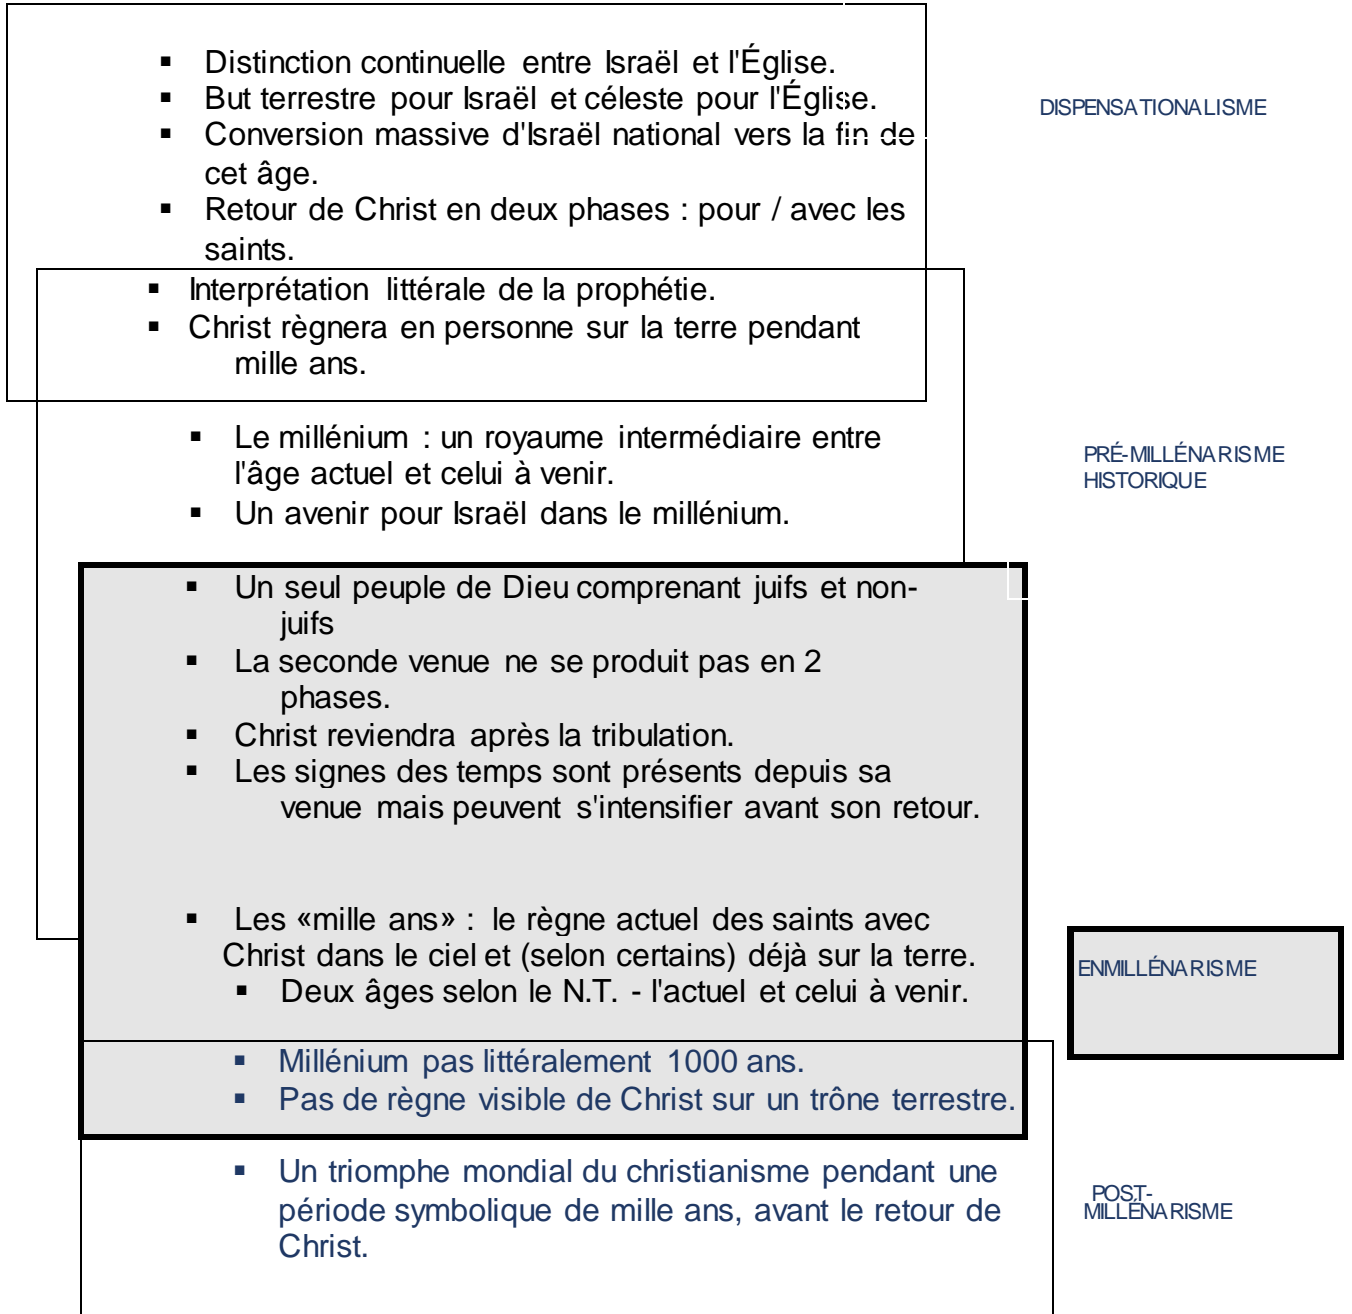 ▪ Distinction continuelle entre Israël et l'Église.
▪ But terrestre pour Israël et céleste pour l'Église.
DISPENSATIONALISME
▪ Conversion massive d'Israël national vers la fin de
cet âge.
▪ Retour de Christ en deux phases : pour / avec les
saints.
▪ Interprétation littérale de la prophétie.
▪ Christ règnera en personne sur la terre pendant
mille ans.
▪ Le millénium : un royaume intermédiaire entre
l'âge actuel et celui à venir.
▪ Un avenir pour Israël dans le millénium.
PRÉ-MILLÉNARISME
HISTORIQUE
▪ Un seul peuple de Dieu comprenant juifs et non-
juifs
▪ La seconde venue ne se produit pas en 2
phases.
▪ Christ reviendra après la tribulation.
▪ Les signes des temps sont présents depuis sa
venue mais peuvent s'intensifier avant son retour.
▪ Les «mille ans» : le règne actuel des saints avec
Christ dans le ciel et (selon certains) déjà sur la terre.
▪ Deux âges selon le N.T. - l'actuel et celui à venir.
ENMILLÉNARISME
▪ Millénium pas littéralement 1000 ans.
▪ Pas de règne visible de Christ sur un trône terrestre.
▪ Un triomphe mondial du christianisme pendant une
période symbolique de mille ans, avant le retour de
Christ.
POST-
MILLÉNARISME